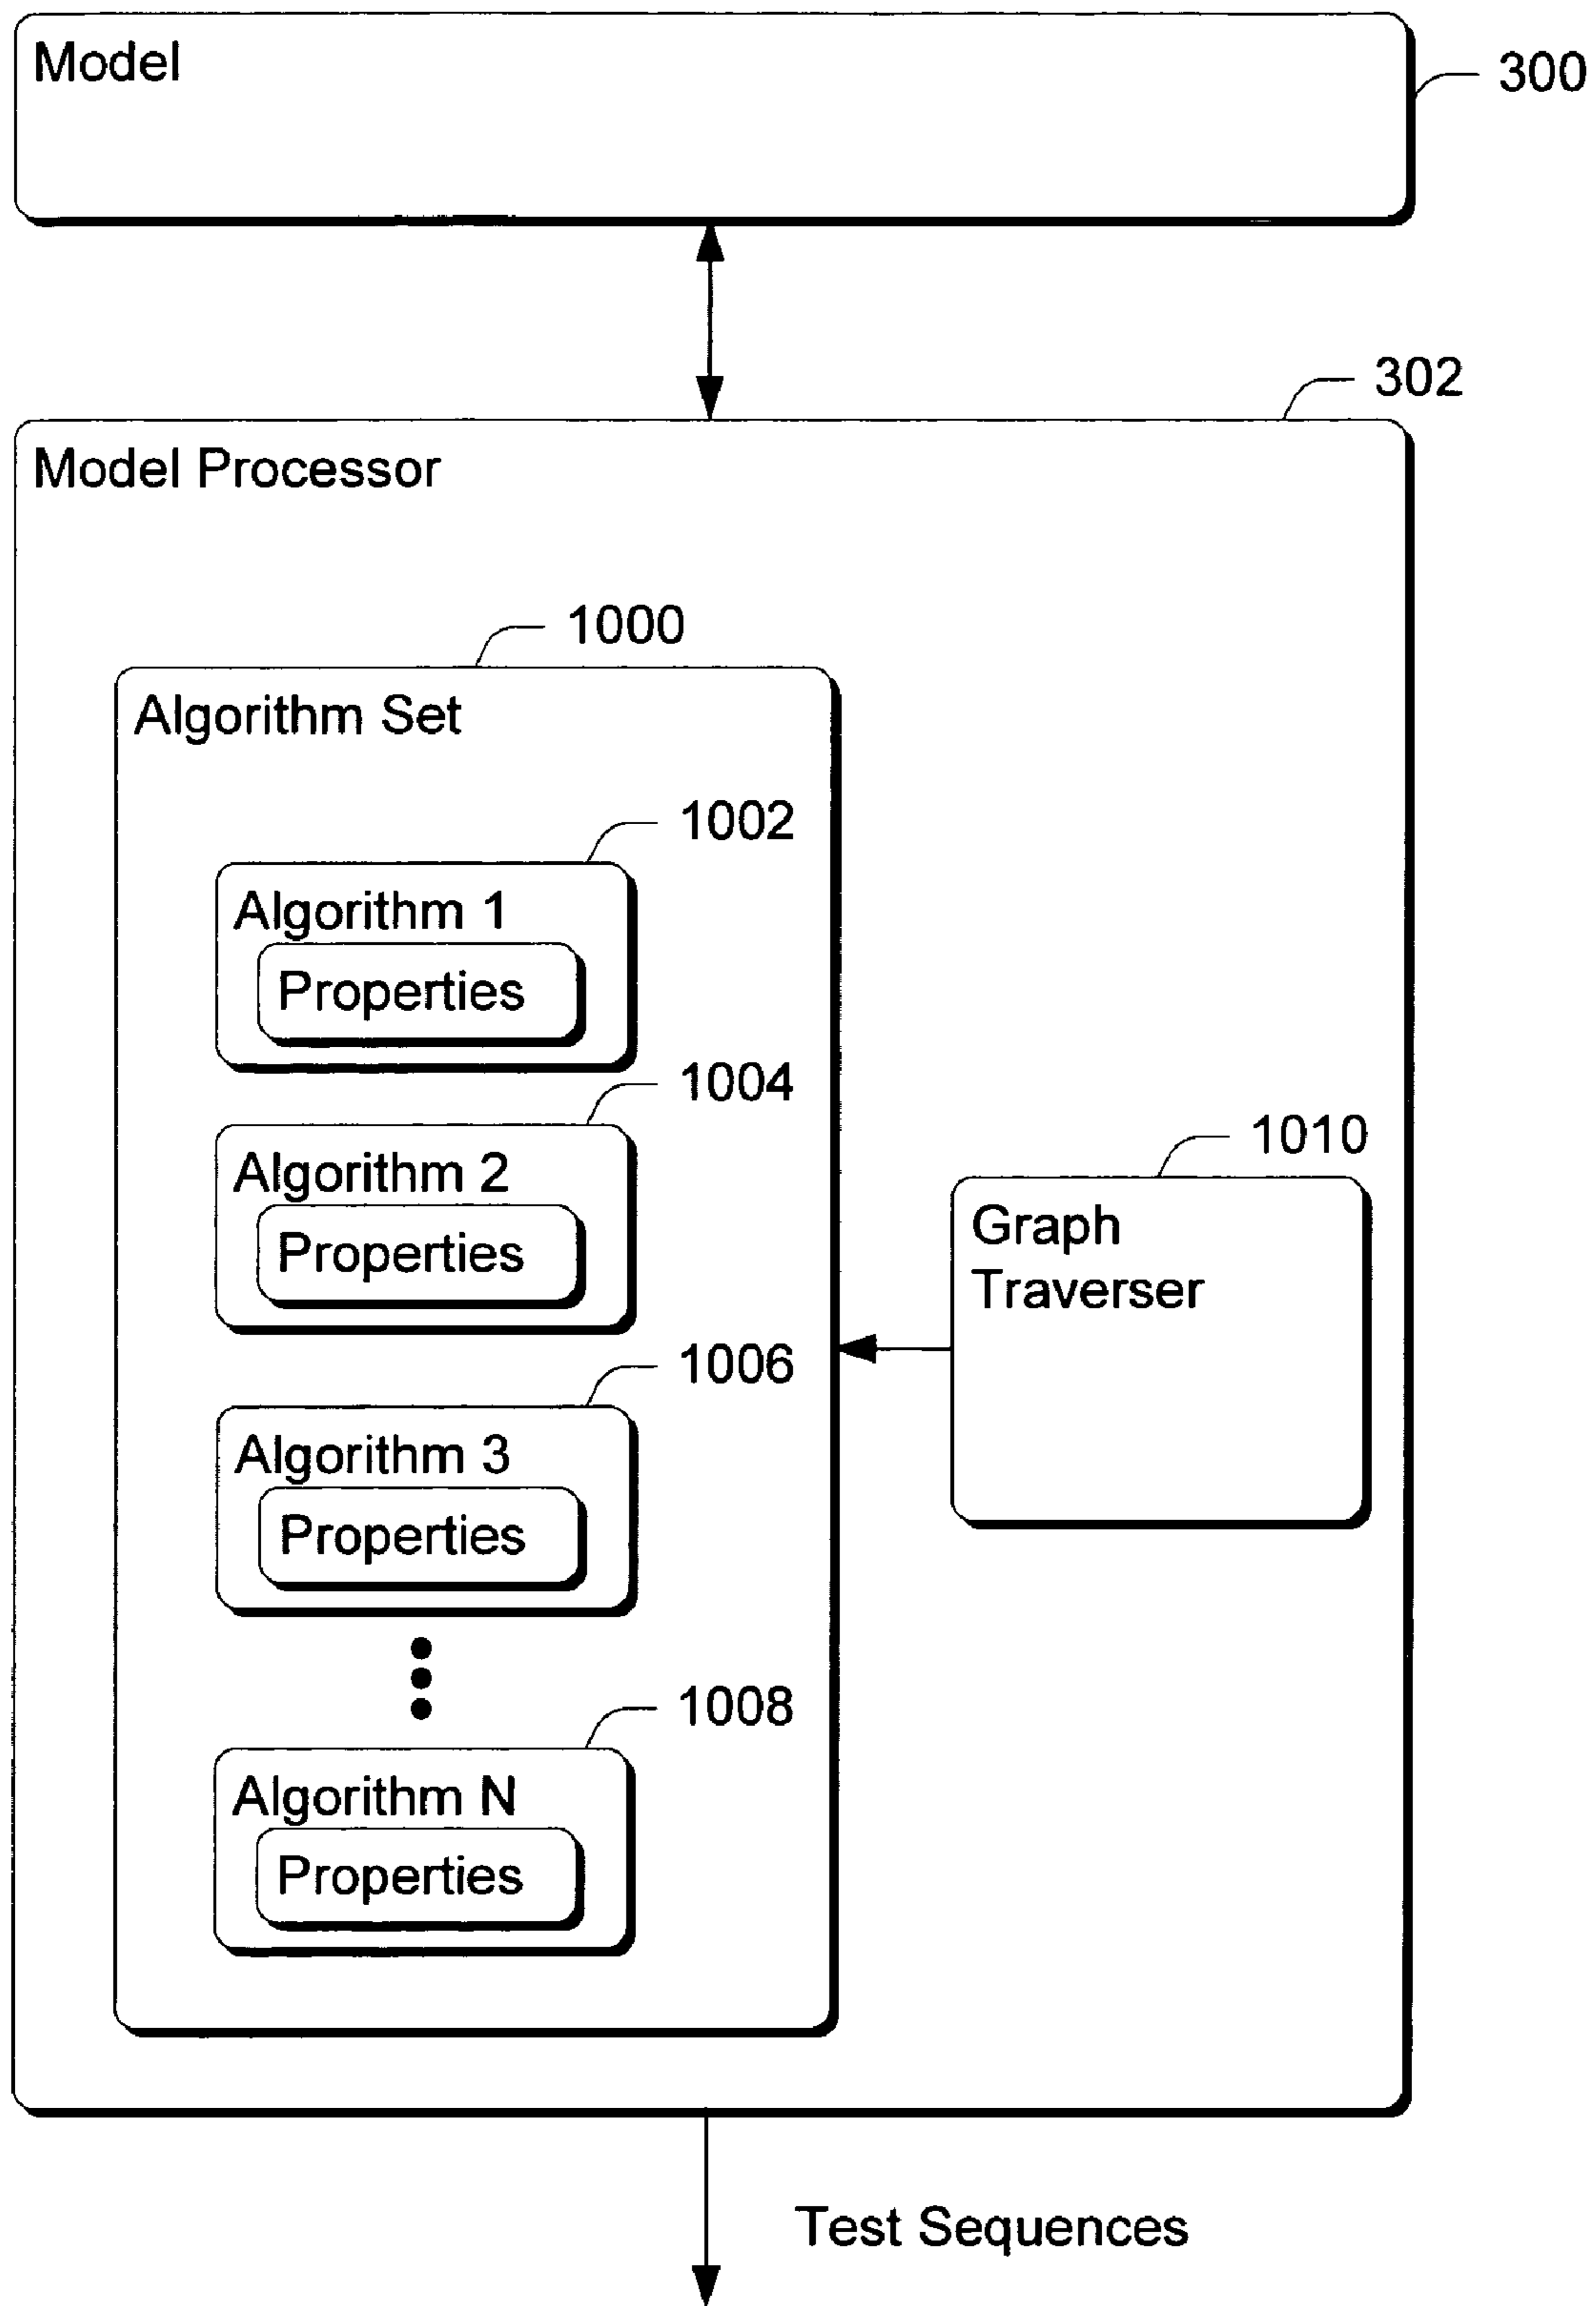 Model
300
302
Model Processor
1000
Algorithm Set
1002
Algorithm 1
Properties
1004
Algorithm 2
Properties
1010
Graph
Traverser
1006
Algorithm 3
Properties
1008
Algorithm N
Properties
Test Sequences